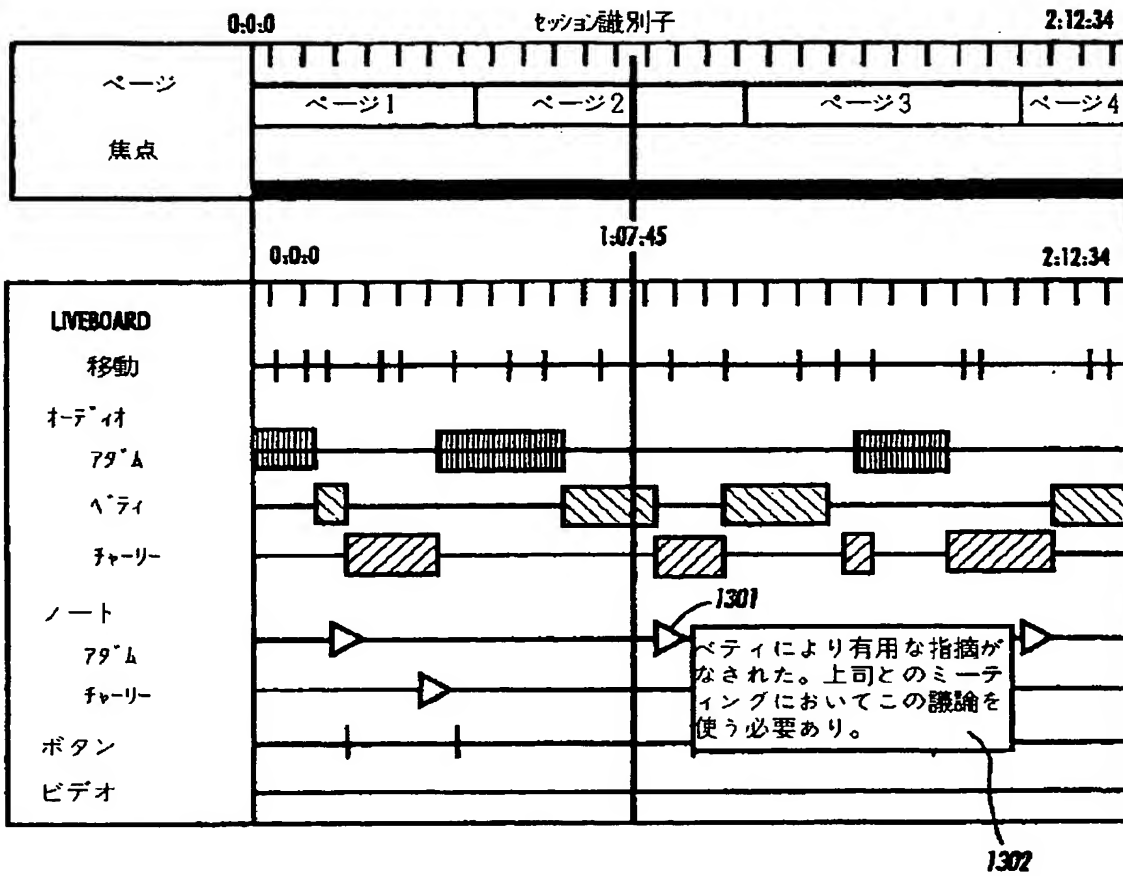 0:0:0 セッション識別子 2:12:34
ページ
ページ1 ページ2 ページ3 ページ4
焦点
1:07:45
0:0:0 2:12:34
LIVEBOARD
移動
オーディオ
アダム
ベティ
チャーリー
ノート
1301
アダム
チャーリー
ベティにより有用な指摘が
なされた。上司とのミーテ
ィングにおいてこの議論を
使う必要あり。
ボタン
ビデオ
1302